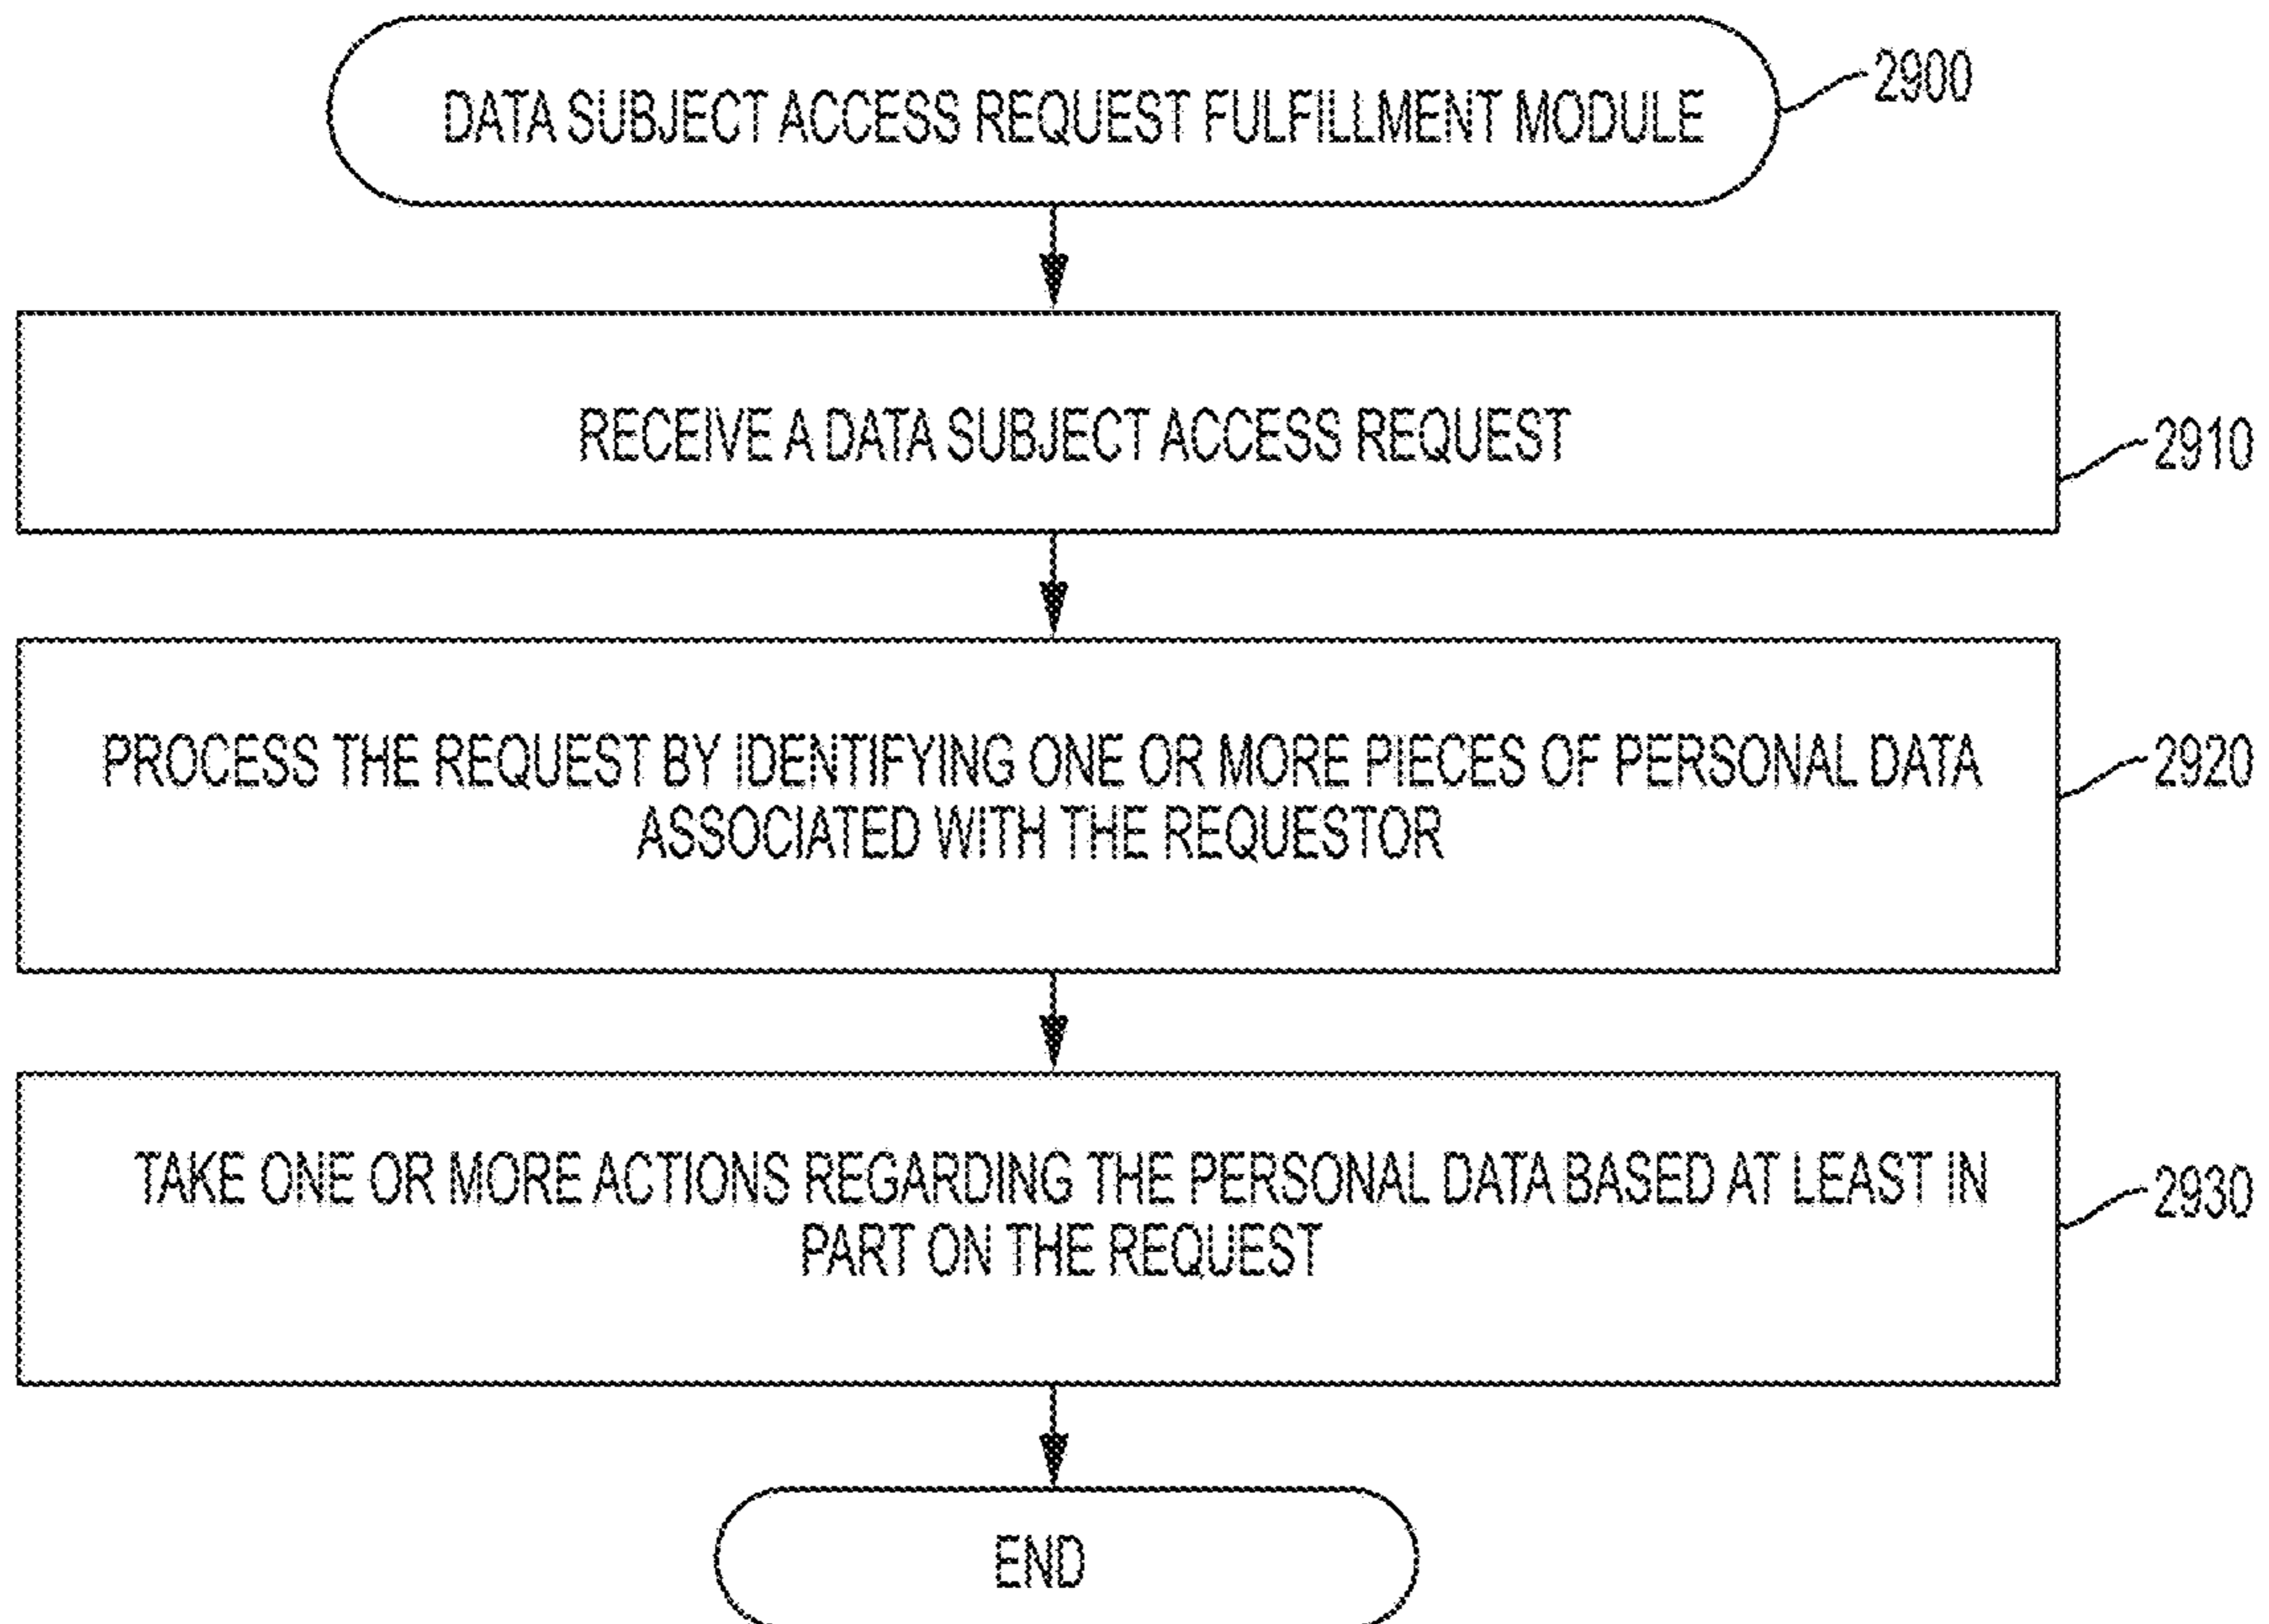 DATA SUBJECT ACCESS REQUEST FULFILLMENT MODULE
2900
RECEIVE A DATA SUBJECT ACCESS REQUEST
2910
PROCESS THE REQUEST BY IDENTIFYING ONE OR MORE PIECES OF PERSONAL DATA
ASSOCIATED WITH THE REQUESTOR
2920
TAKE ONE OR MORE ACTIONS REGARDING THE PERSONAL DATA BASED AT LEAST IN
PART ON THE REQUEST
2930
END